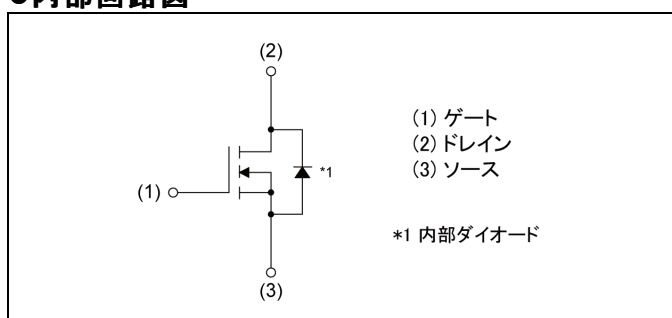 ●内部回路図
(2)
(1) ゲート
(2) ドレイン
(3) ソース
*1
(1)
*1 内部ダイオード
(3)